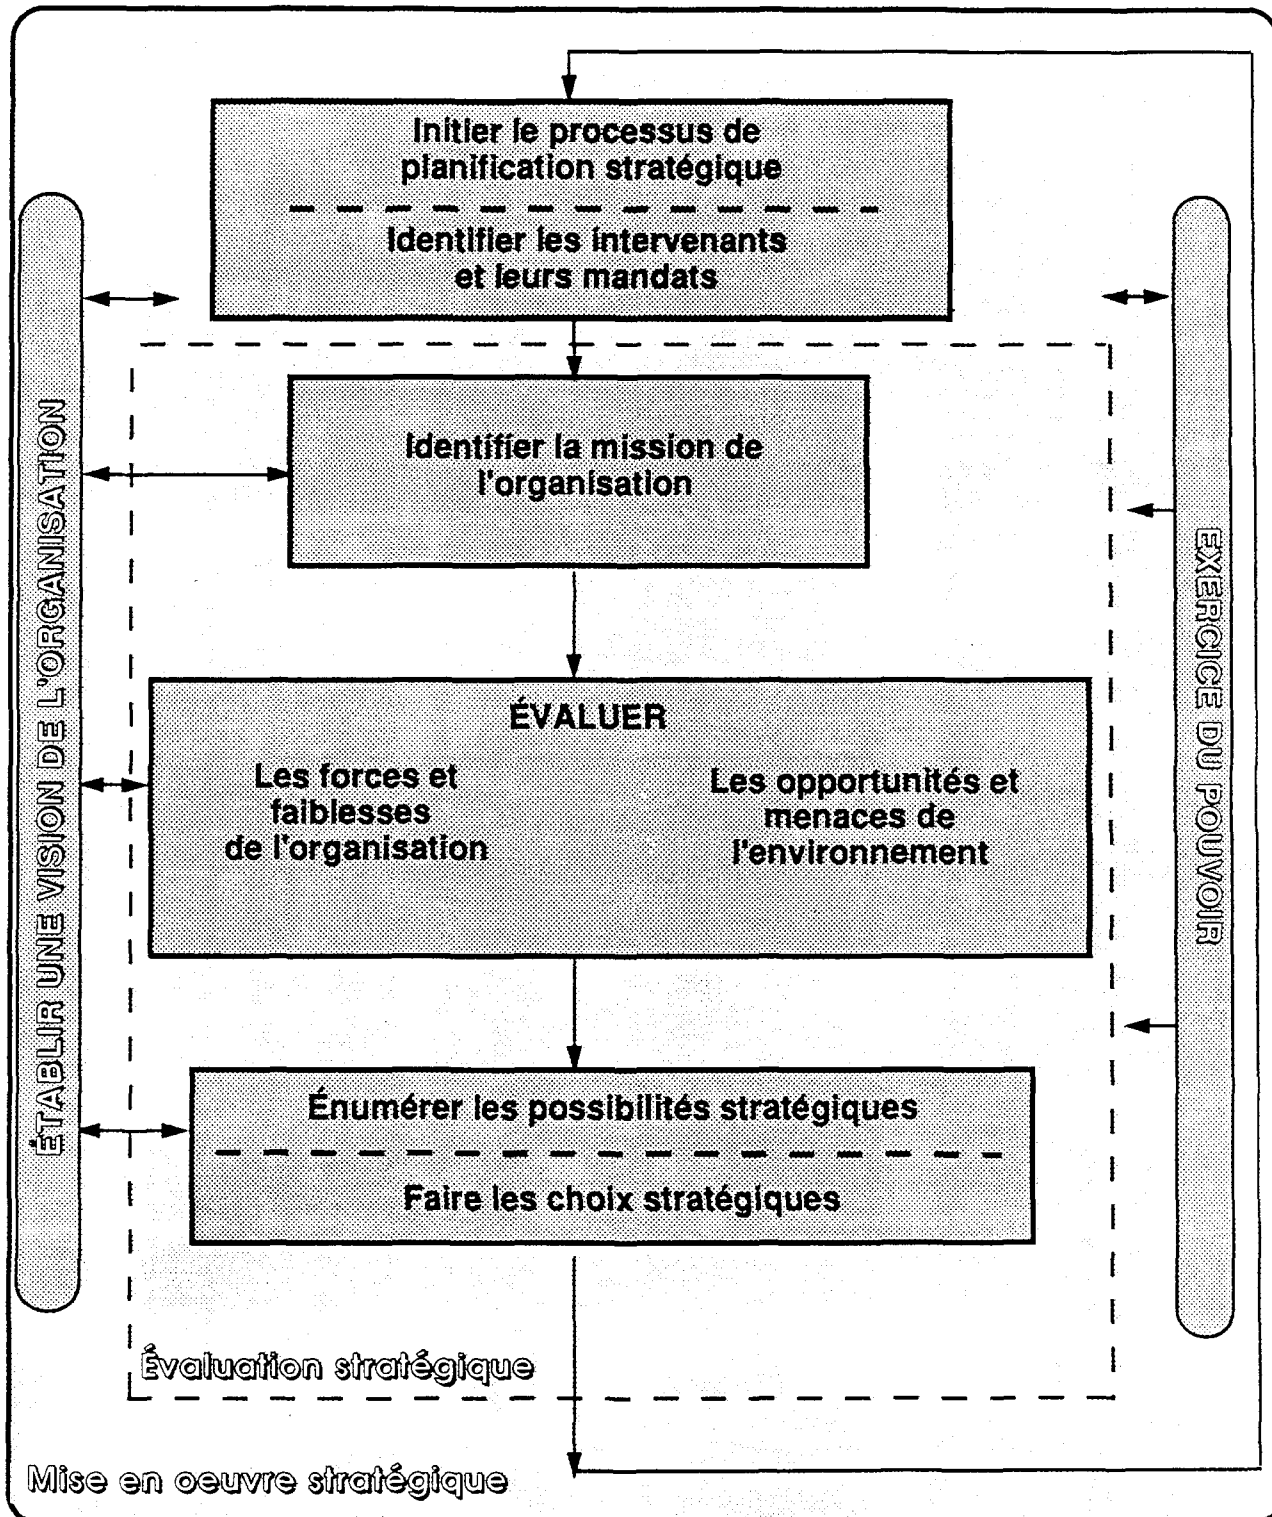 Initier le processus de
planification stratégique
Identifier les intervenants
et leurs mandats
Identifier la mission de
l'organisation
ÉVALUER
Les forces et
faiblesses
de l'organisation
Les opportunités et
menaces de
l'environnement
Énumérer les possibilités stratégiques
Faire les choix stratégiques
ÉTABLIR UNE VISION DE L'ORGANISATION
EXERCICE DU POUVOIR
Évaluation stratégique
Mise en oeuvre stratégique